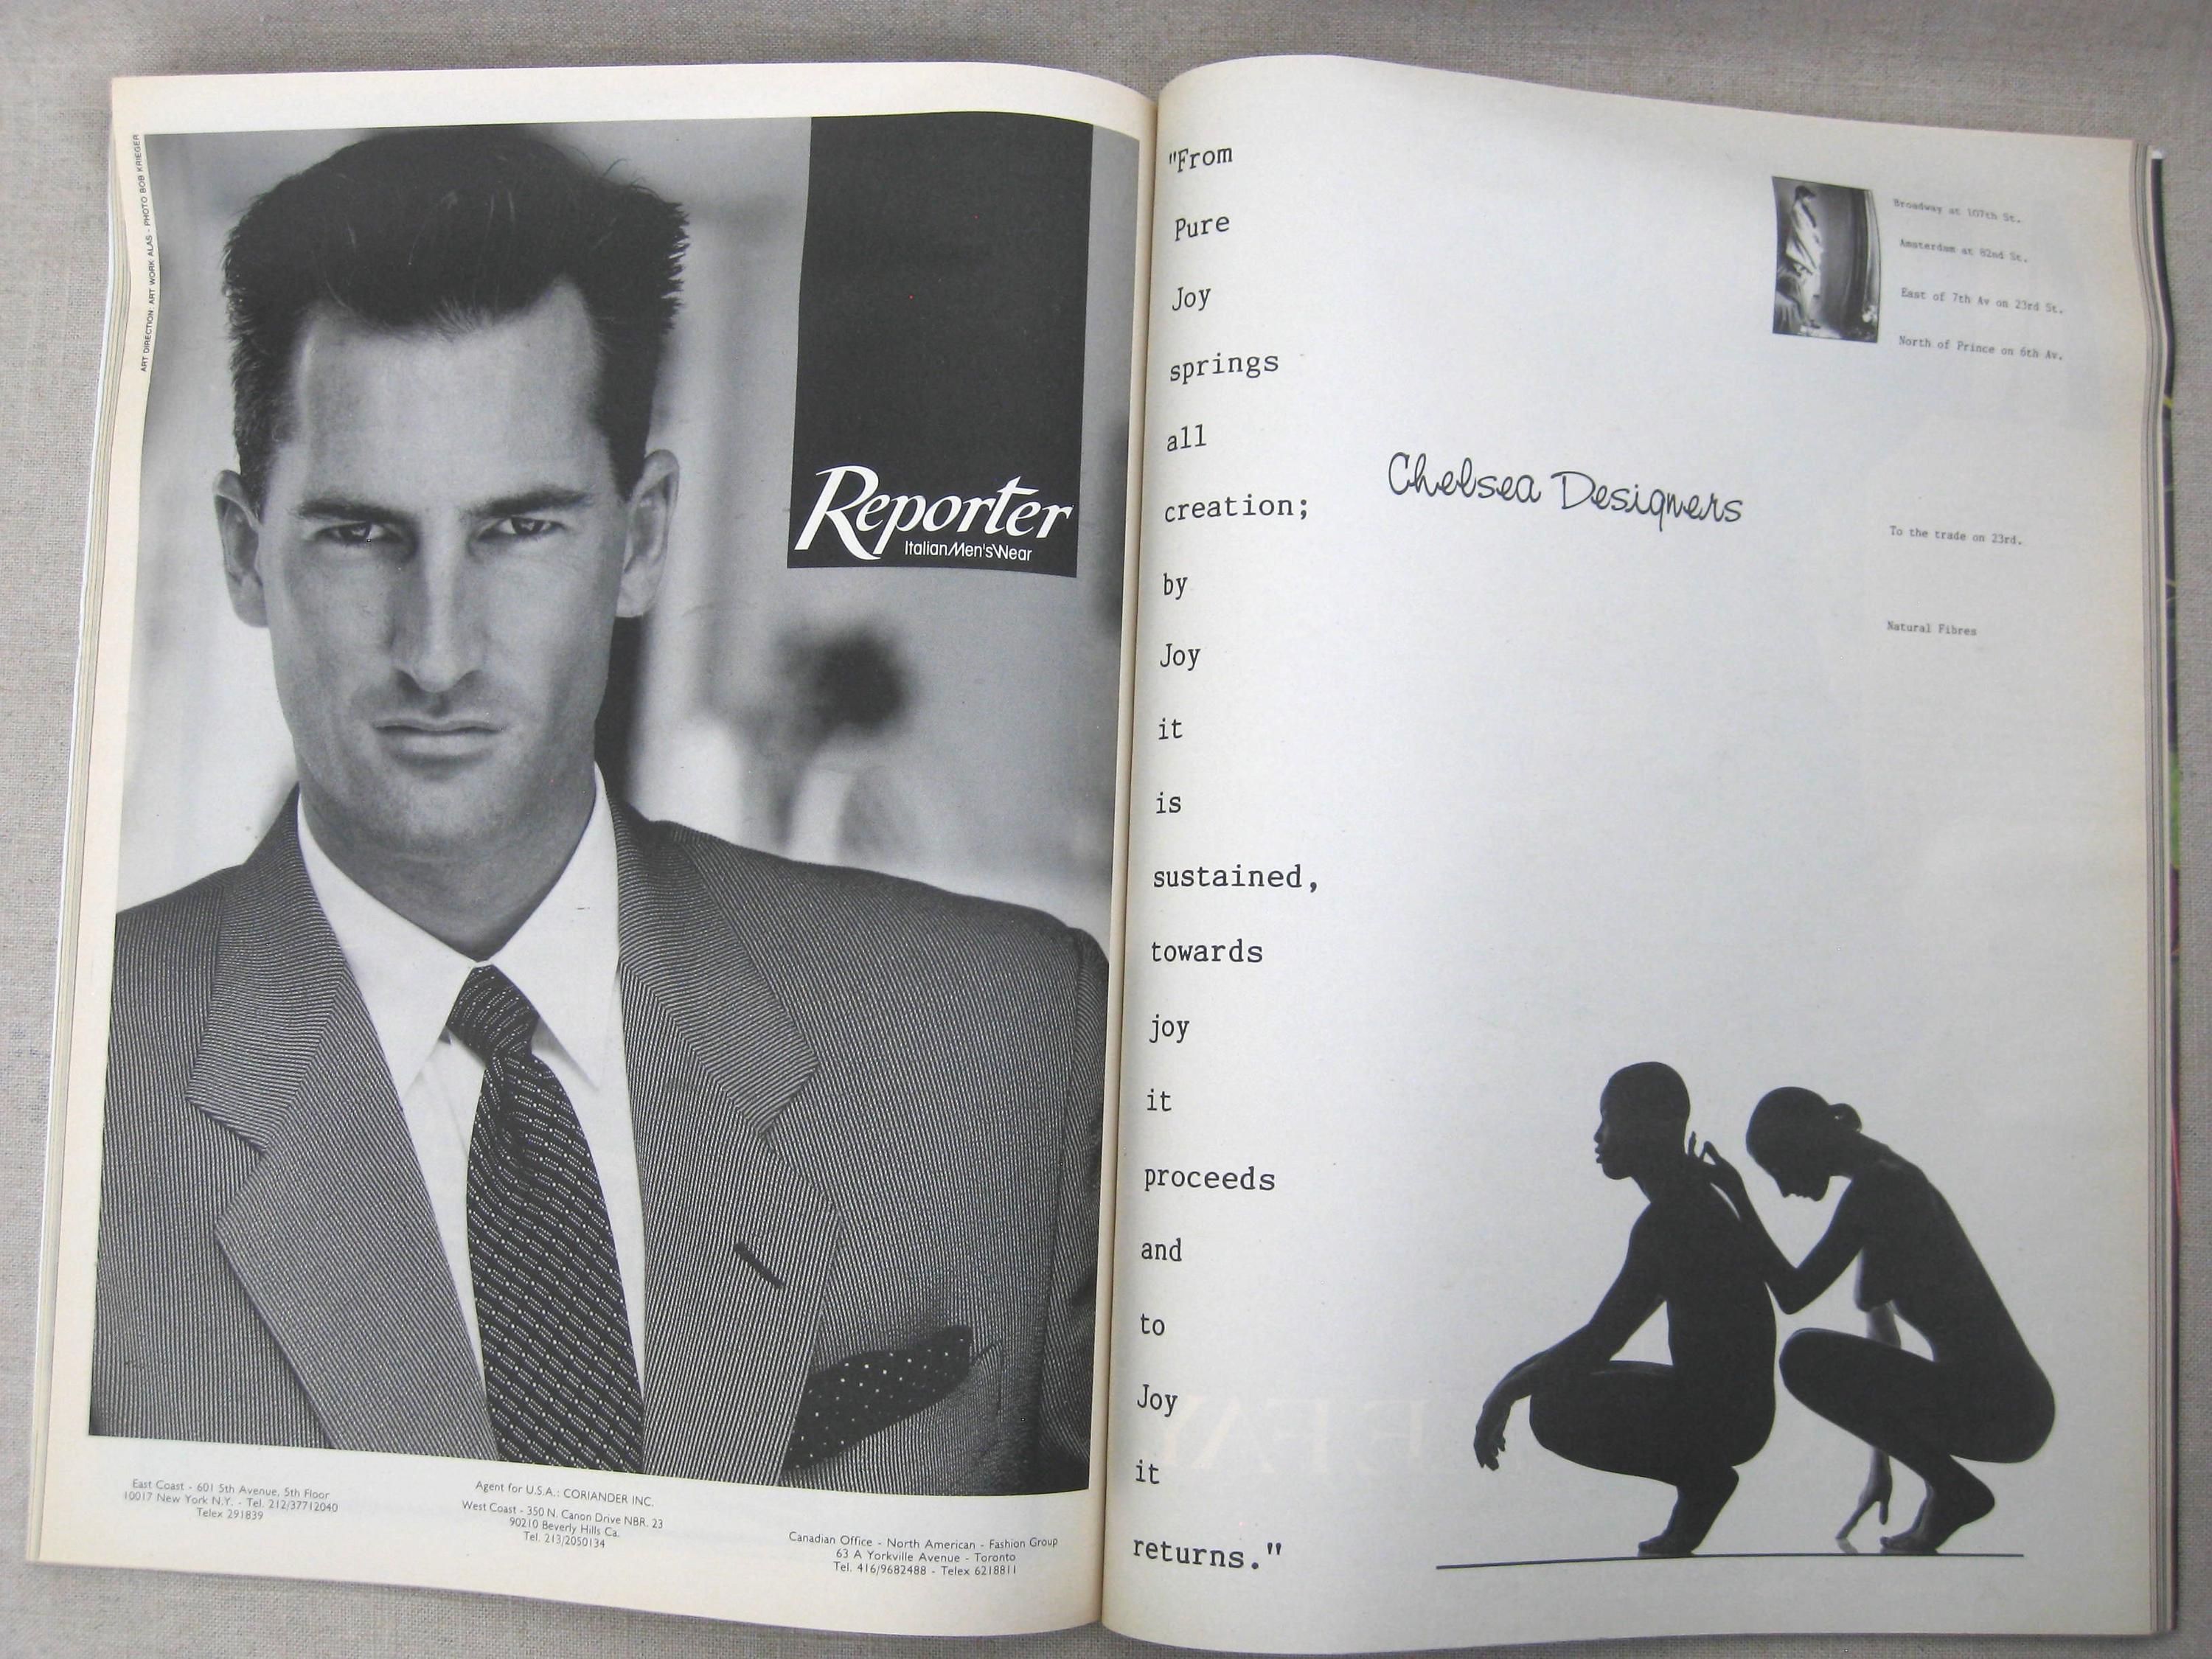 ART DIRECTION, ART WORK ALAS - PHOTO BOB KRIEGER
Reporter
Italian Men's Wear
East Coast - 601 5th Avenue, 5th Floor
10017 New York N.Y. - Tel. 212/37712040
Telex 291839
Agent for U.S.A.: CORIANDER INC.
West Coast - 350 N. Canon Drive NBR. 23
90210 Beverly Hills Ca.
Tel. 213/2050134
Canadian Office - North American - Fashion Group
63 A Yorkville Avenue - Toronto
Tel. 416/9682488 - Telex 6218811
"From
Pure
Joy
springs
all
creation;
by
Joy
it
is
sustained,
towards
joy
it
proceeds
and
to
Joy
it
returns."
Broadway at 107th St.
Amsterdam at 82nd St.
East of 7th Av on 23rd St.
North of Prince on 6th Av.
Chelsea Designers
To the trade on 23rd.
Natural Fibres